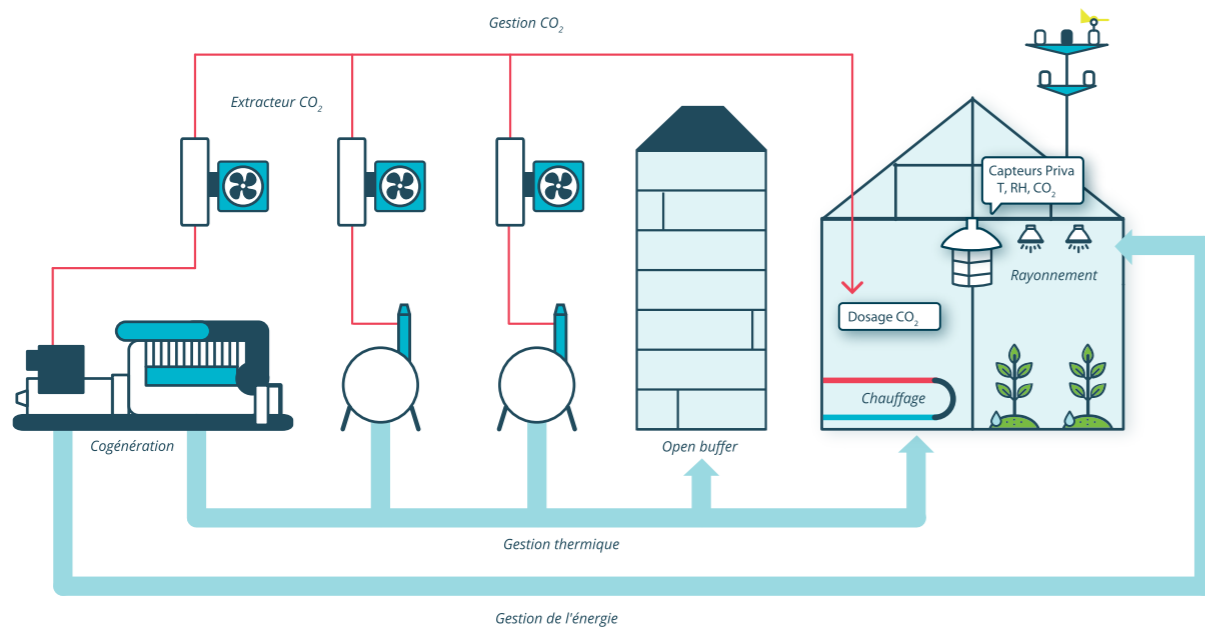 Gestion CO₂
Extracteur CO₂
Capteurs Priva
T, RH, CO₂
Rayonnement
Dosage CO₂
Chauffage
Cogénération
Open buffer
Gestion thermique
Gestion de l'énergie